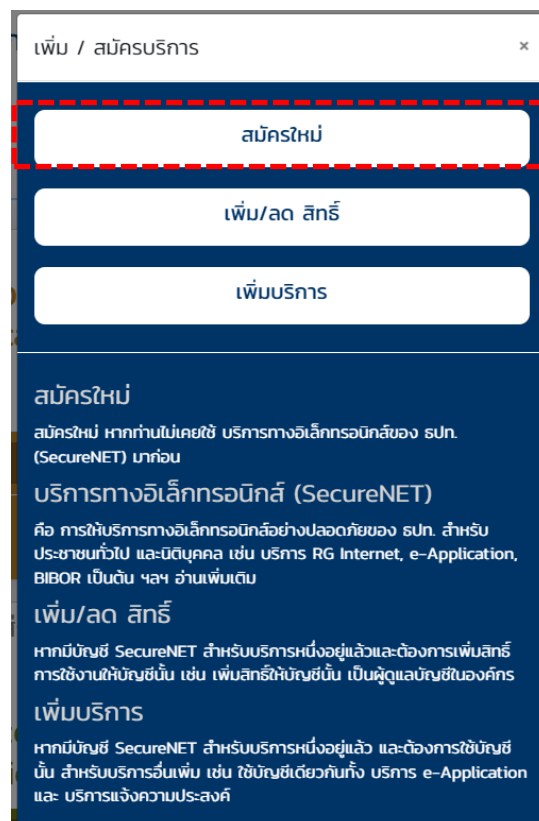 เพิ่ม / สมัครบริการ ×
สมัครใหม่
เพิ่ม/ลด สิทธิ์
เพิ่มบริการ
สมัครใหม่
สมัครใหม่ หากท่านไม่เคยใช้ บริการทางอิเล็กทรอนิกส์ของ ธปท.
(SecureNET) มาก่อน
บริการทางอิเล็กทรอนิกส์ (SecureNET)
คือ การให้บริการทางอิเล็กทรอนิกส์อย่างปลอดภัยของ ธปท. สำหรับ
ประชาชนทั่วไป และนิติบุคคล เช่น บริการ RG Internet, e-Application,
BIBOR เป็นต้น ฯลฯ อ่านเพิ่มเติม
เพิ่ม/ลด สิทธิ์
หากมีบัญชี SecureNET สำหรับบริการหนึ่งอยู่แล้วและต้องการเพิ่มสิทธิ์
การใช้งานให้บัญชีนั้น เช่น เพิ่มสิทธิ์ให้บัญชีนั้น เป็นผู้ดูแลบัญชีในองค์กร
เพิ่มบริการ
หากมีบัญชี SecureNET สำหรับบริการหนึ่งอยู่แล้ว และต้องการใช้บัญชี
นั้น สำหรับบริการอื่นเพิ่ม เช่น ใช้บัญชีเดียวกันทั้ง บริการ e-Application
และ บริการแจ้งความประสงค์